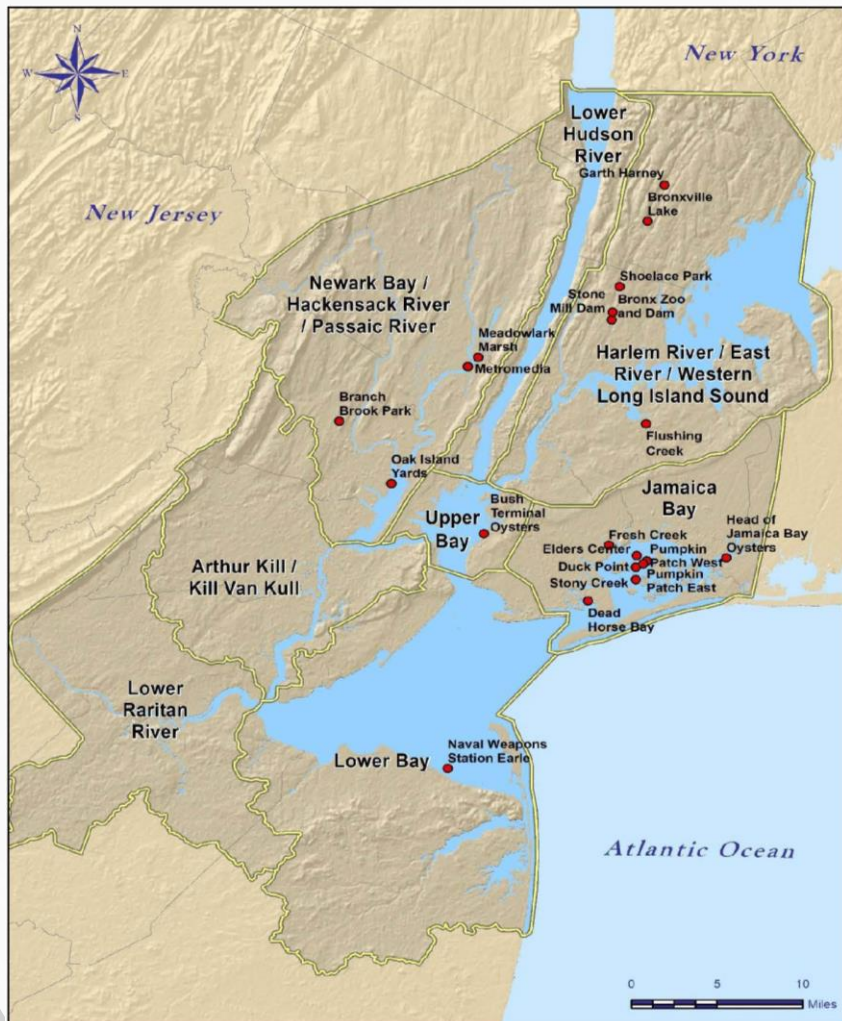 N
W
E
N
New York
New Jersey
Lower
Hudson
River
Garth Harney
Bronxville
Lake
Shoelace Park
Stone
Mill Dam
Bronx Zoo
and Dam
Newark Bay /
Hackensack River
/ Passaic River
Meadowlark
Marsh
Metromedia
Harlem River / East
River / Western
Long Island Sound
Branch
Brook Park
Flushing
Creek
Oak Island
Yards
Jamaica
Bay
Upper
Bay
Bush
Terminal
Oysters
Head of
Jamaica Bay
Oysters
Fresh Creek
Elders Center
Pumpkin
Patch West
Duck Point
Stony Creek
Pumpkin
Patch East
Dead
Horse Bay
Arthur Kill /
Kill Van Kull
Lower
Raritan
River
Lower Bay
Naval Weapons
Station Earle
Atlantic Ocean
0 5 10
Miles